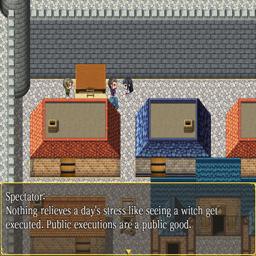 Spectator:
Nothing relieves a day's stress like seeing a witch get
executed. Public executions are a public good.